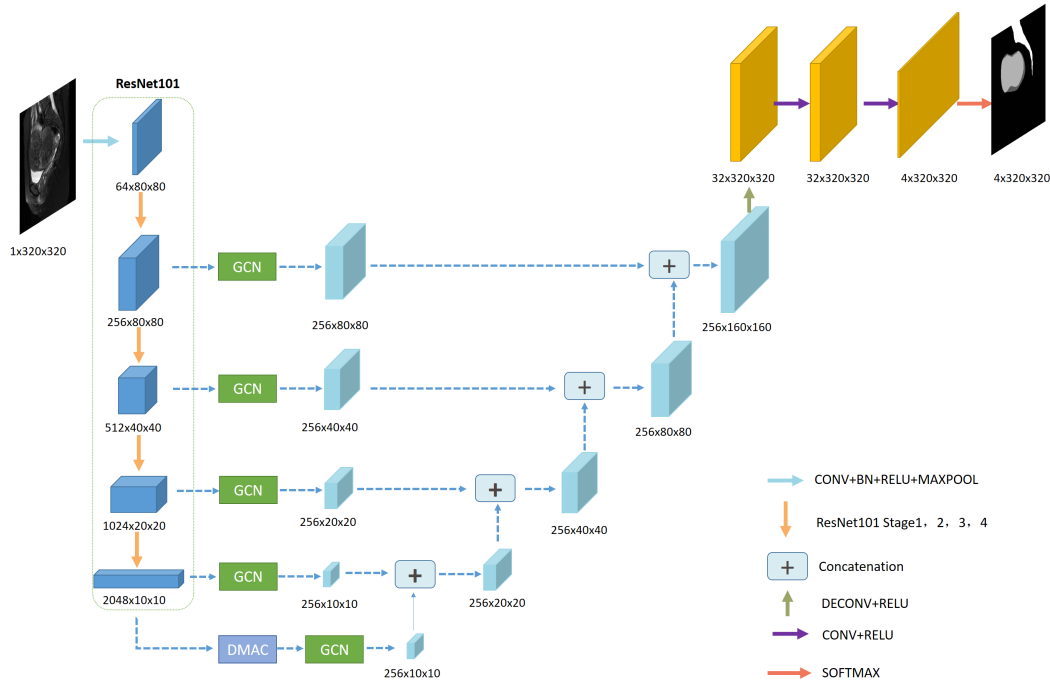 ResNet101
1x320x320
64x80x80
32x320x320
32x320x320
4x320x320
4x320x320
256x80x80
GCN
256x80x80
+
256x160x160
512x40x40
GCN
256x40x40
+
256x80x80
1024x20x20
GCN
256x20x20
+
256x40x40
2048x10x10
GCN
256x10x10
+
256x20x20
DMAC
GCN
256x10x10
CONV+BN+RELU+MAXPOOL
ResNet101 Stage1，2，3，4
+
Concatenation
DECONV+RELU
CONV+RELU
SOFTMAX